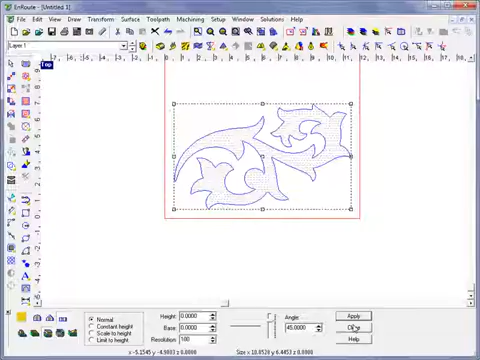 EnRoute - [Untitled 1]
File Edit View Draw Transform Surface Toolpath Machining Setup Window Solutions Help
Layer 1
Top
Normal
Constant height
Scale to height
Limit to height
Height: 0.0000
Base: 0.0000
Resolution: 100
Angle:
45.0000
Apply
Close
Help
x -5.1545 y -4.9803 z 0.0000 Size x 10.0528 y 6.4453 z 0.0000